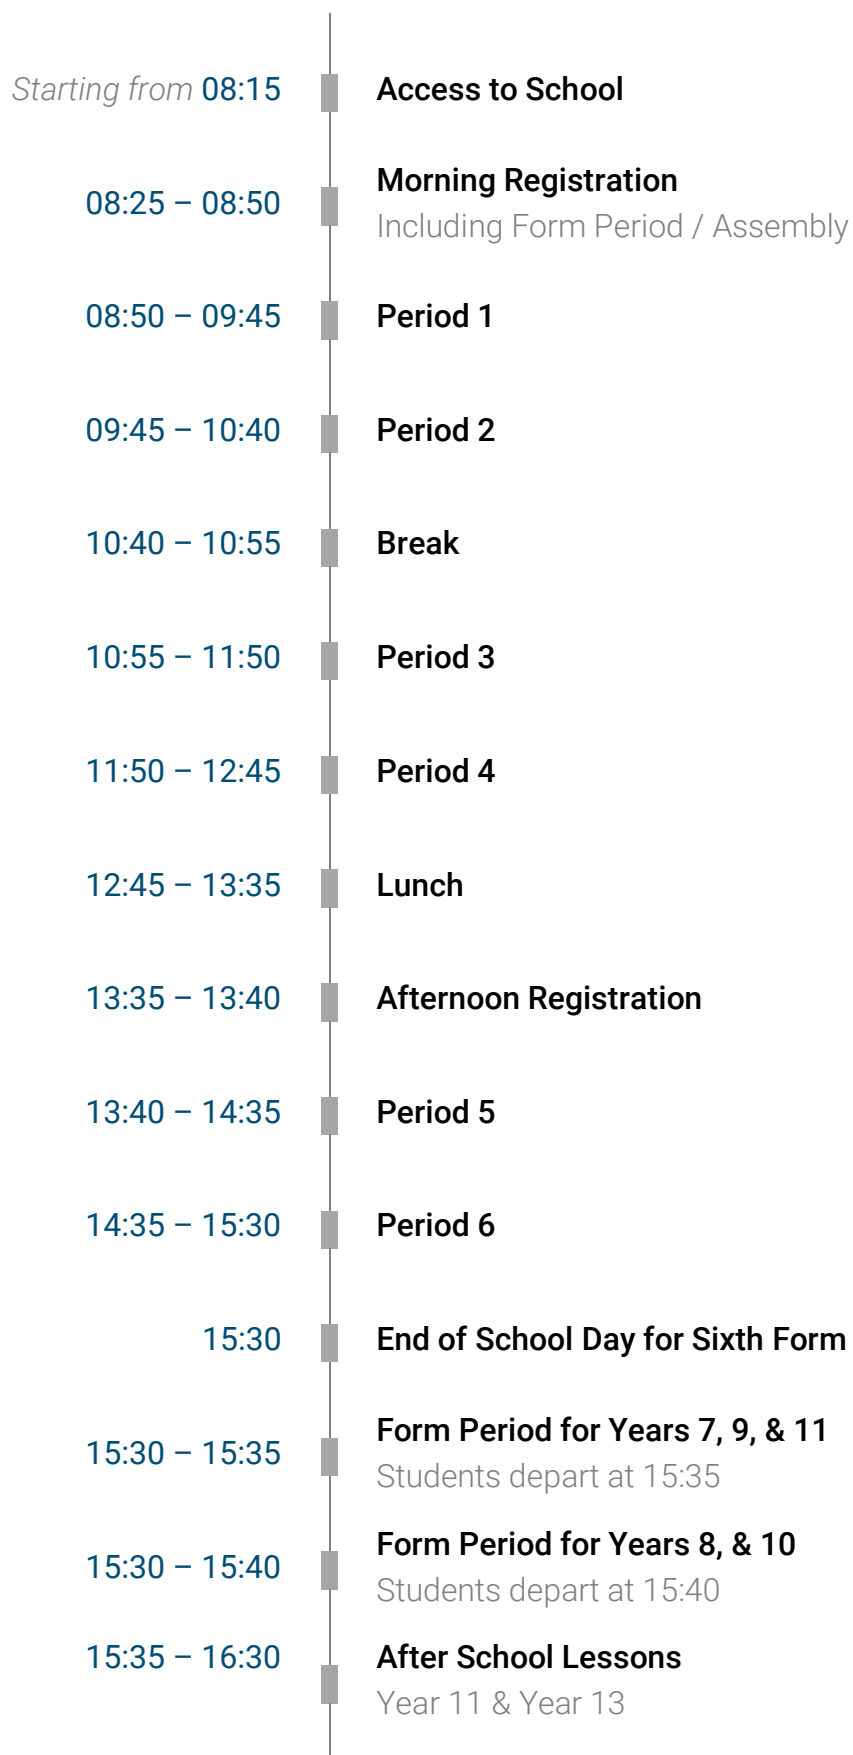 Starting from 08:15 Access to School
08:25 – 08:50 Morning Registration
Including Form Period / Assembly
08:50 – 09:45 Period 1
09:45 – 10:40 Period 2
10:40 – 10:55 Break
10:55 – 11:50 Period 3
11:50 – 12:45 Period 4
12:45 – 13:35 Lunch
13:35 – 13:40 Afternoon Registration
13:40 – 14:35 Period 5
14:35 – 15:30 Period 6
15:30 End of School Day for Sixth Form
15:30 – 15:35 Form Period for Years 7, 9, & 11
Students depart at 15:35
15:30 – 15:40 Form Period for Years 8, & 10
Students depart at 15:40
15:35 – 16:30 After School Lessons
Year 11 & Year 13